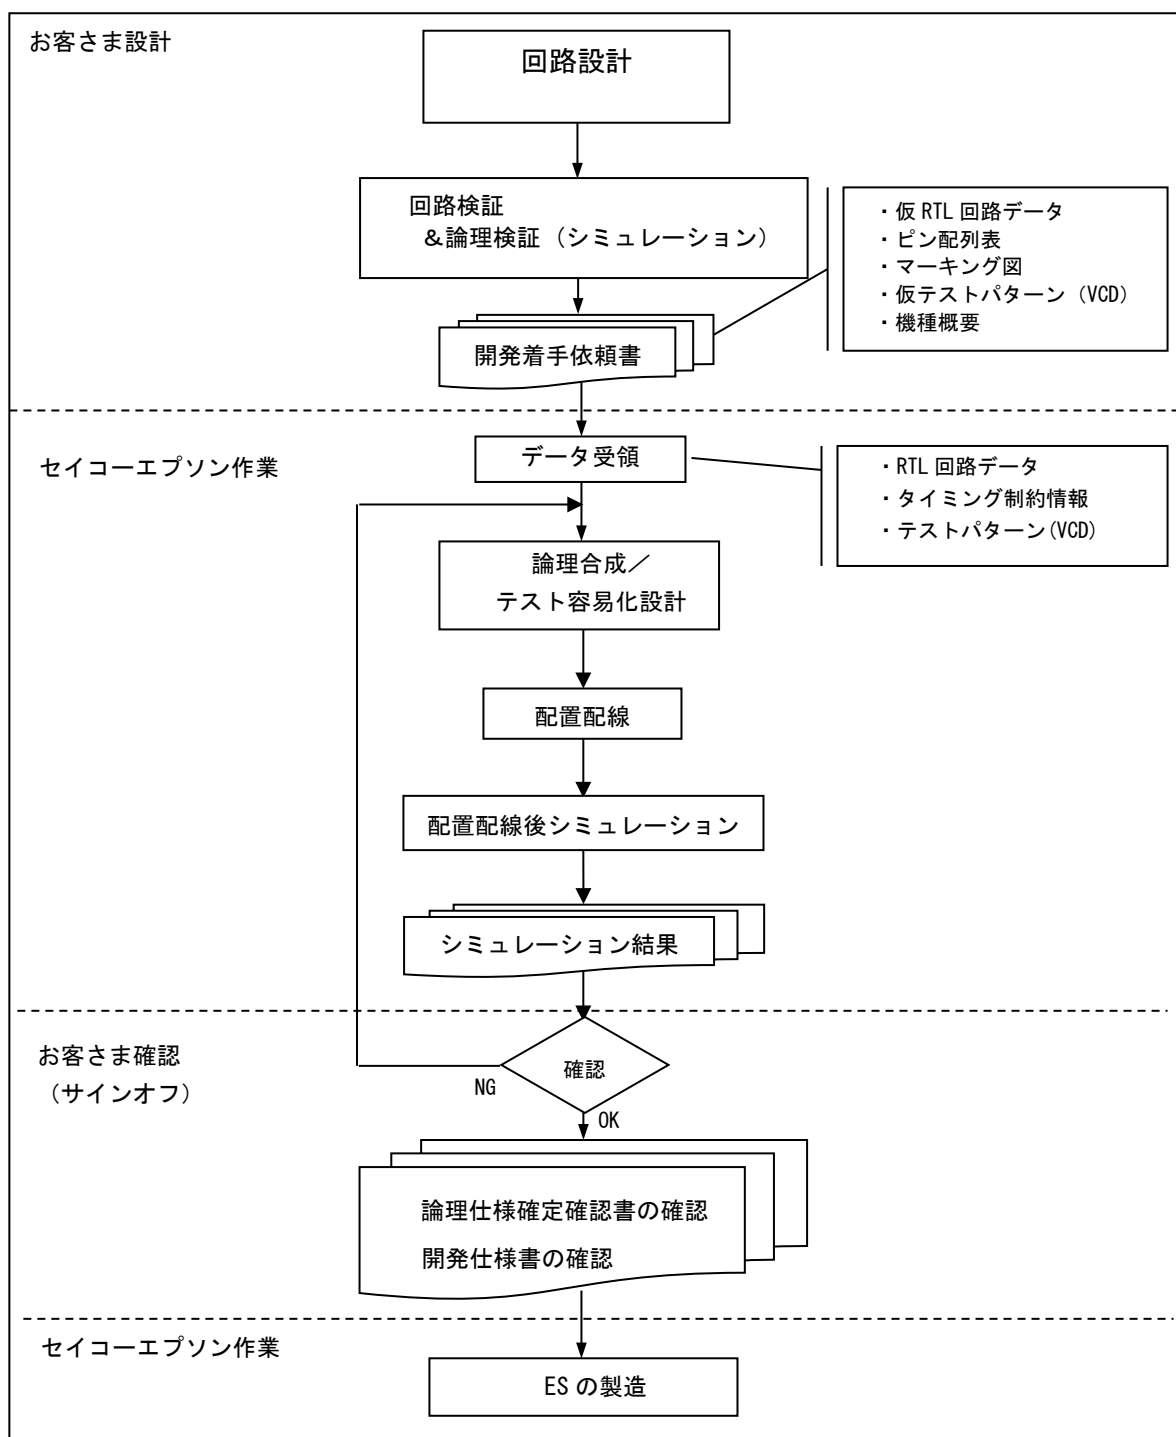 お客さま設計
回路設計
回路検証
&論理検証（シミュレーション）
・仮 RTL 回路データ
・ピン配列表
・マーキング図
・仮テストパターン（VCD）
・機種概要
開発着手依頼書
セイコーエプソン作業
データ受領
・RTL 回路データ
・タイミング制約情報
・テストパターン(VCD)
論理合成／
テスト容易化設計
配置配線
配置配線後シミュレーション
シミュレーション結果
お客さま確認
（サインオフ）
確認
NG
OK
論理仕様確定確認書の確認
開発仕様書の確認
セイコーエプソン作業
ES の製造